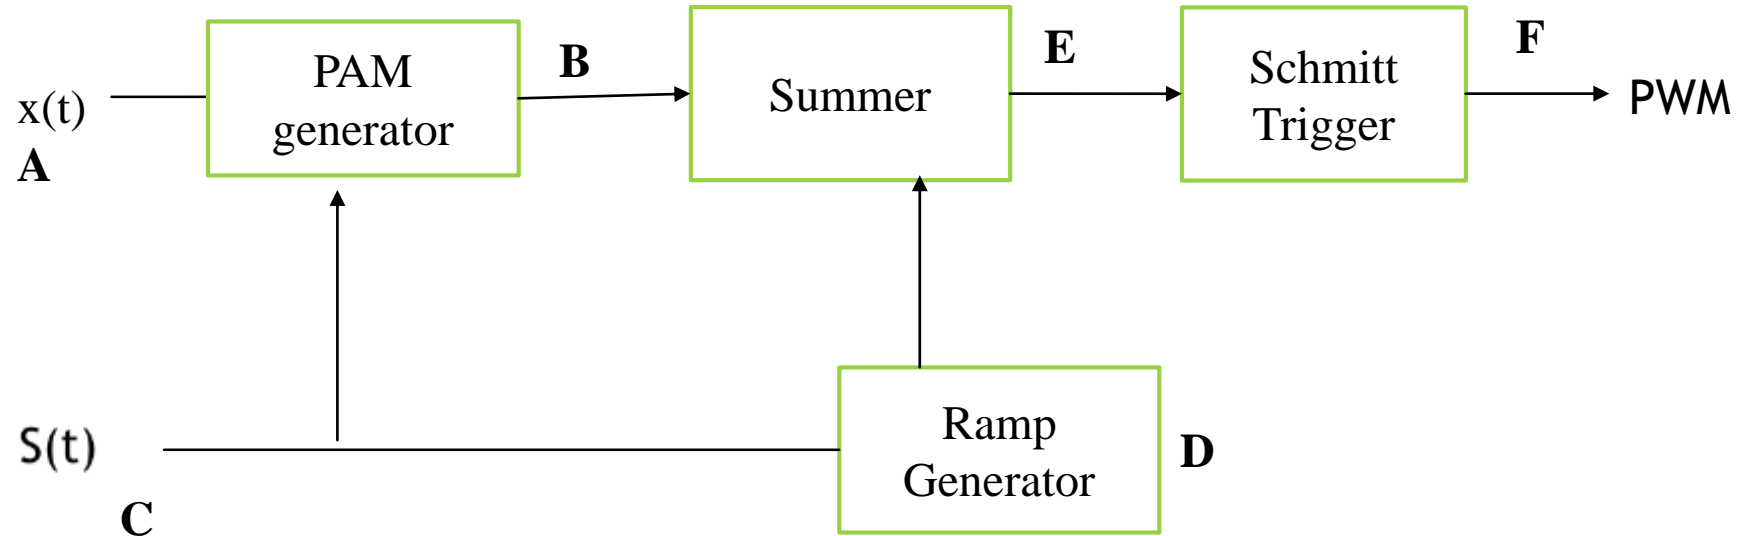 x(t)
A
PAM
generator
B
Summer
E
Schmitt
Trigger
F
PWM
S(t)
C
Ramp
Generator
D